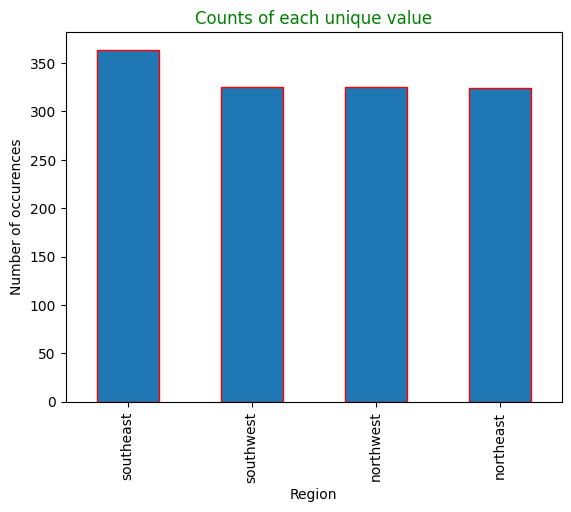 Counts of each unique value
Number of occurences
350
300
250
200
150
100
50
0
southeast
southwest
northwest
northeast
Region